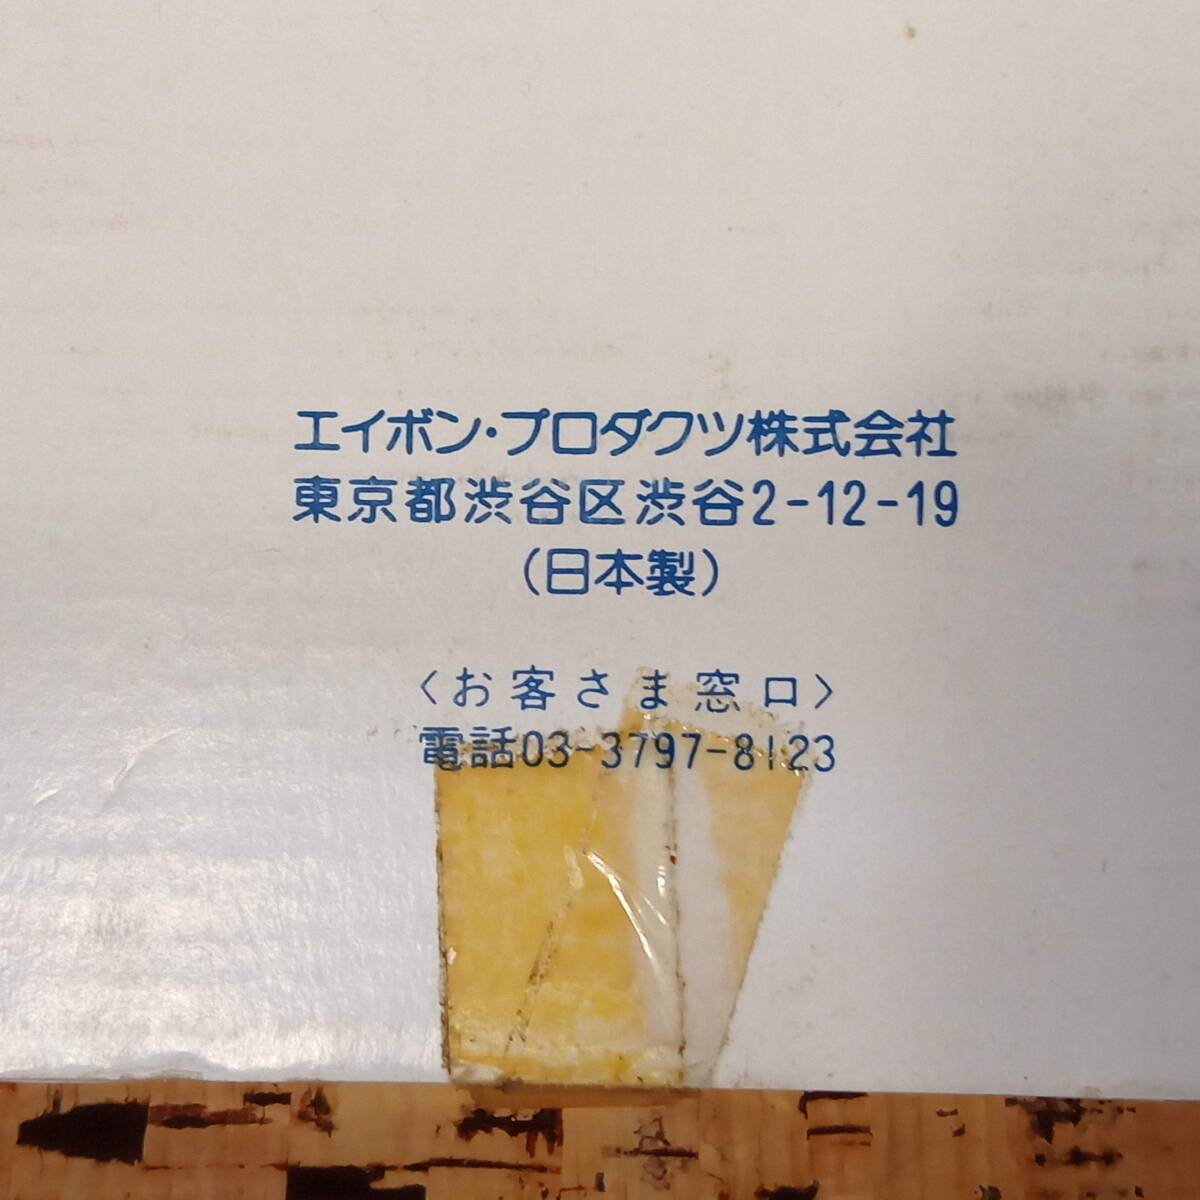 エイボン・プロダクツ株式会社
東京都渋谷区渋谷2-12-19
(日本製)
〈お客さま窓口〉
電話03-3797-8123